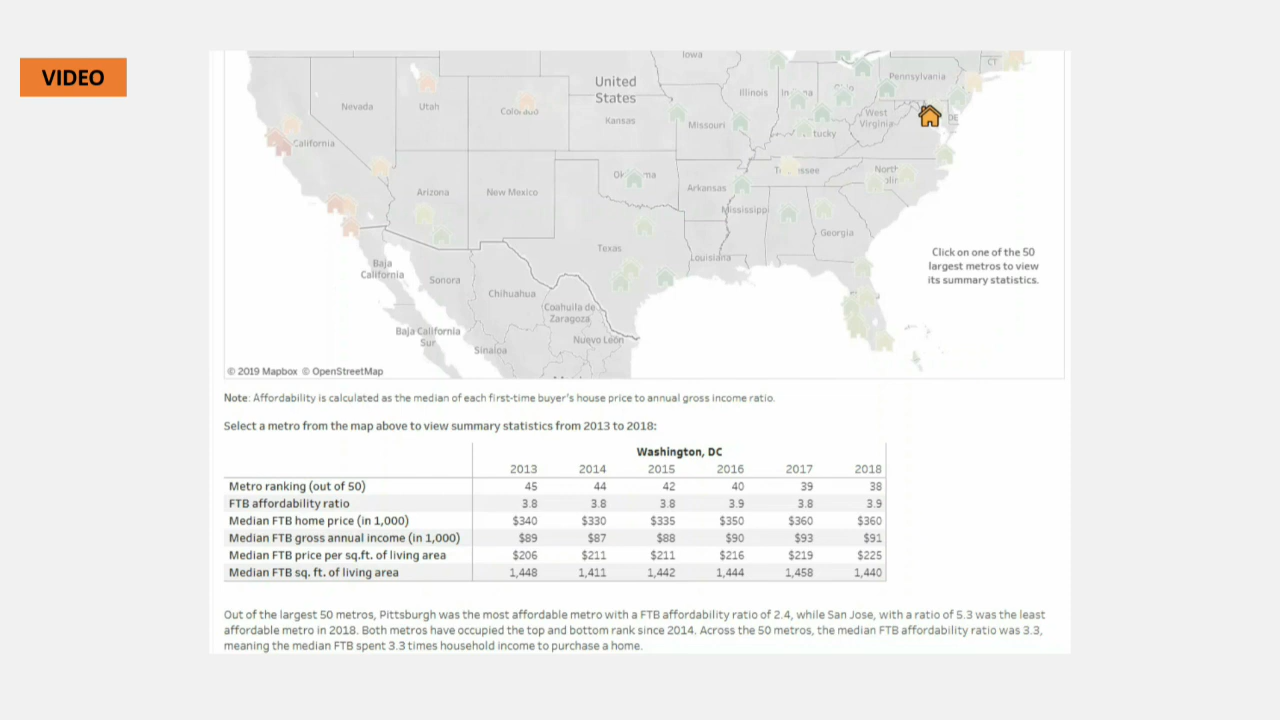 VIDEO
Iowa
United
States
Nevada
Utah
Kansas
Missouri
Illinois
Pennsylvania
CT
West
Virginia
DE
California
Arizona
New Mexico
Arkansas
Mississippi
North
Georgia
Texas
Louisiana
Click on one of the 50
largest metros to view
its summary statistics.
Baja
California
Sonora
Chihuahua
Coahuila de
Zaragoza
Nuevo León
Baja California
Sur
Sinaloa
© 2019 Mapbox © OpenStreetMap
Note: Affordability is calculated as the median of each first-time buyer's house price to annual gross income ratio.
Select a metro from the map above to view summary statistics from 2013 to 2018:
Washington, DC
2013 2014 2015 2016 2017 2018
Metro ranking (out of 50) 45 44 42 40 39 38
FTB affordability ratio 3.8 3.8 3.8 3.9 3.8 3.9
Median FTB home price (in 1,000) $340 $330 $335 $350 $360 $360
Median FTB gross annual income (in 1,000) $89 $87 $88 $90 $93 $91
Median FTB price per sq.ft. of living area $206 $211 $211 $216 $219 $225
Median FTB sq. ft. of living area 1,448 1,411 1,442 1,444 1,458 1,440
Out of the largest 50 metros, Pittsburgh was the most affordable metro with a FTB affordability ratio of 2.4, while San Jose, with a ratio of 5.3 was the least
affordable metro in 2018. Both metros have occupied the top and bottom rank since 2014. Across the 50 metros, the median FTB affordability ratio was 3.3,
meaning the median FTB spent 3.3 times household income to purchase a home.